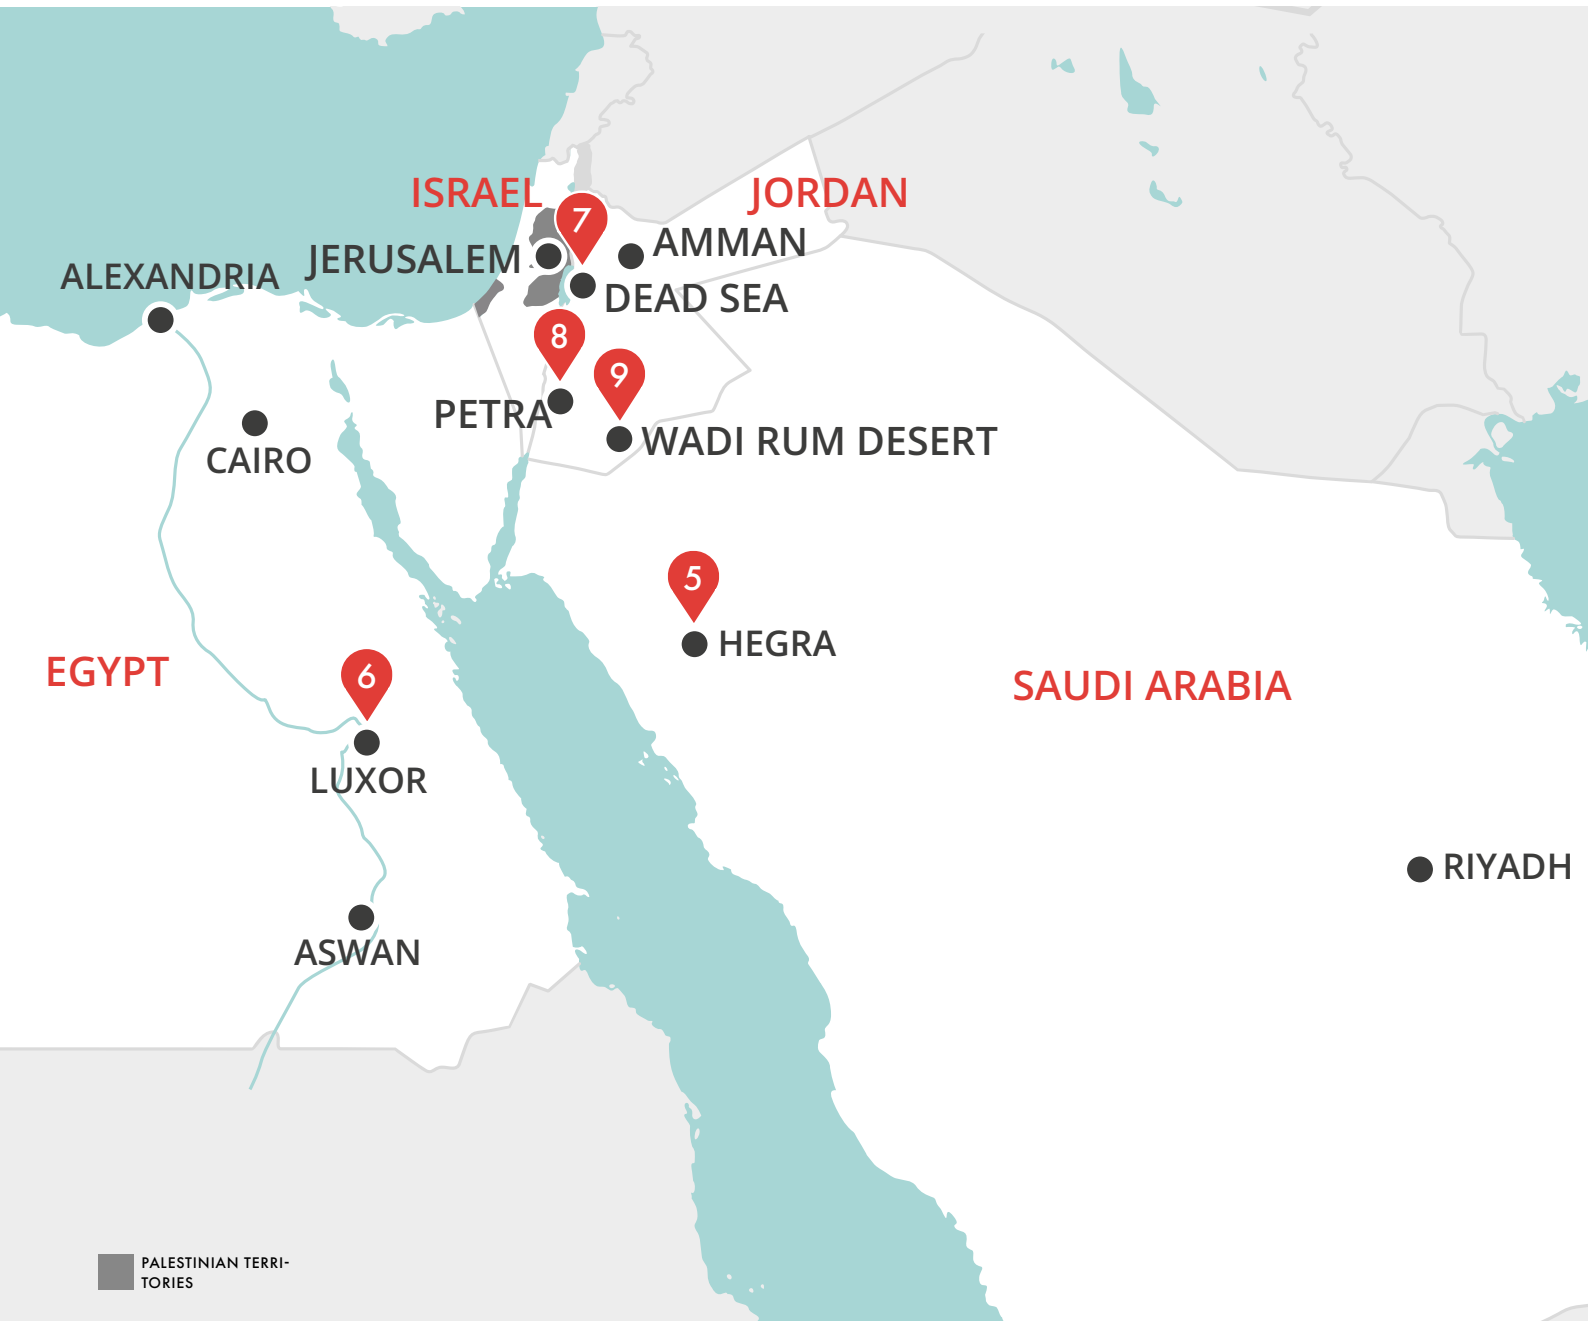 ISRAEL
JORDAN
7
AMMAN
JERUSALEM
ALEXANDRIA
DEAD SEA
8
9
PETRA
WADI RUM DESERT
CAIRO
5
HEGRA
EGYPT
6
SAUDI ARABIA
LUXOR
RIYADH
ASWAN
PALESTINIAN TERRI-
TORIES